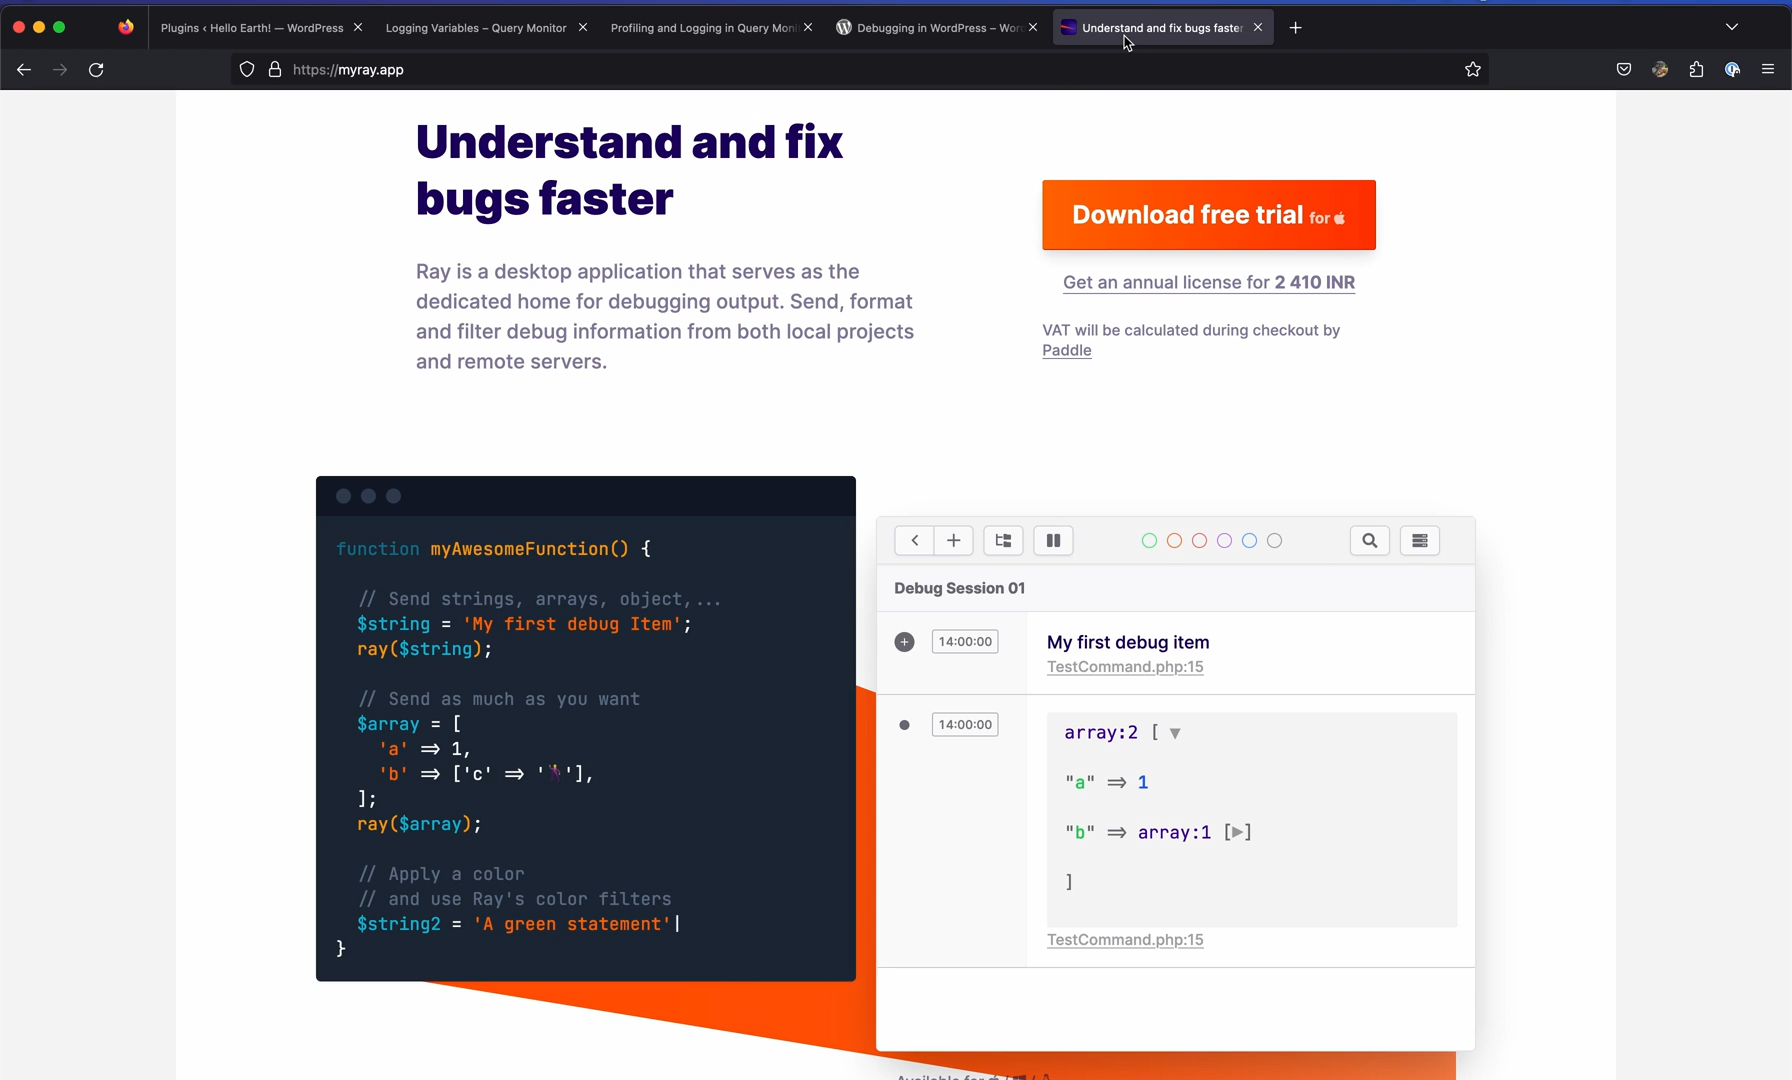 Plugins ‹ Hello Earth! — WordPress
Logging Variables – Query Monitor
Profiling and Logging in Query Moni
Debugging in WordPress – Wor
Understand and fix bugs faster
https://myray.app
Understand and fix
bugs faster
Ray is a desktop application that serves as the
dedicated home for debugging output. Send, format
and filter debug information from both local projects
and remote servers.
Download free trial for
Get an annual license for 2 410 INR
VAT will be calculated during checkout by
Paddle
function myAwesomeFunction() {
// Send strings, arrays, object,...
$string = 'My first debug Item';
ray($string);
// Send as much as you want
$array = [
'a' => 1,
'b' => ['c' => '🕺'],
];
ray($array);
// Apply a color
// and use Ray's color filters
$string2 = 'A green statement'
}
Debug Session 01
14:00:00
My first debug item
TestCommand.php:15
14:00:00
array:2 [ ▼
"a" => 1
"b" => array:1 [▶]
]
TestCommand.php:15
Available for